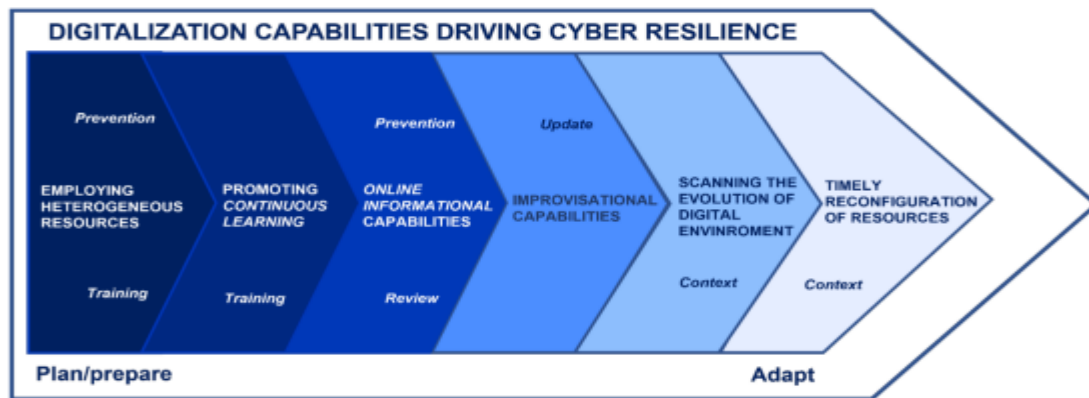 DIGITALIZATION CAPABILITIES DRIVING CYBER RESILIENCE
Prevention
EMPLOYING
HETEROGENEOUS
RESOURCES
Training
PROMOTING
CONTINUOUS
LEARNING
Training
Prevention
ONLINE
INFORMATIONAL
CAPABILITIES
Review
Update
IMPROVISATIONAL
CAPABILITIES
SCANNING THE
EVOLUTION OF
DIGITAL
ENVINROMENT
Context
TIMELY
RECONFIGURATION
OF RESOURCES
Context
Plan/prepare
Adapt